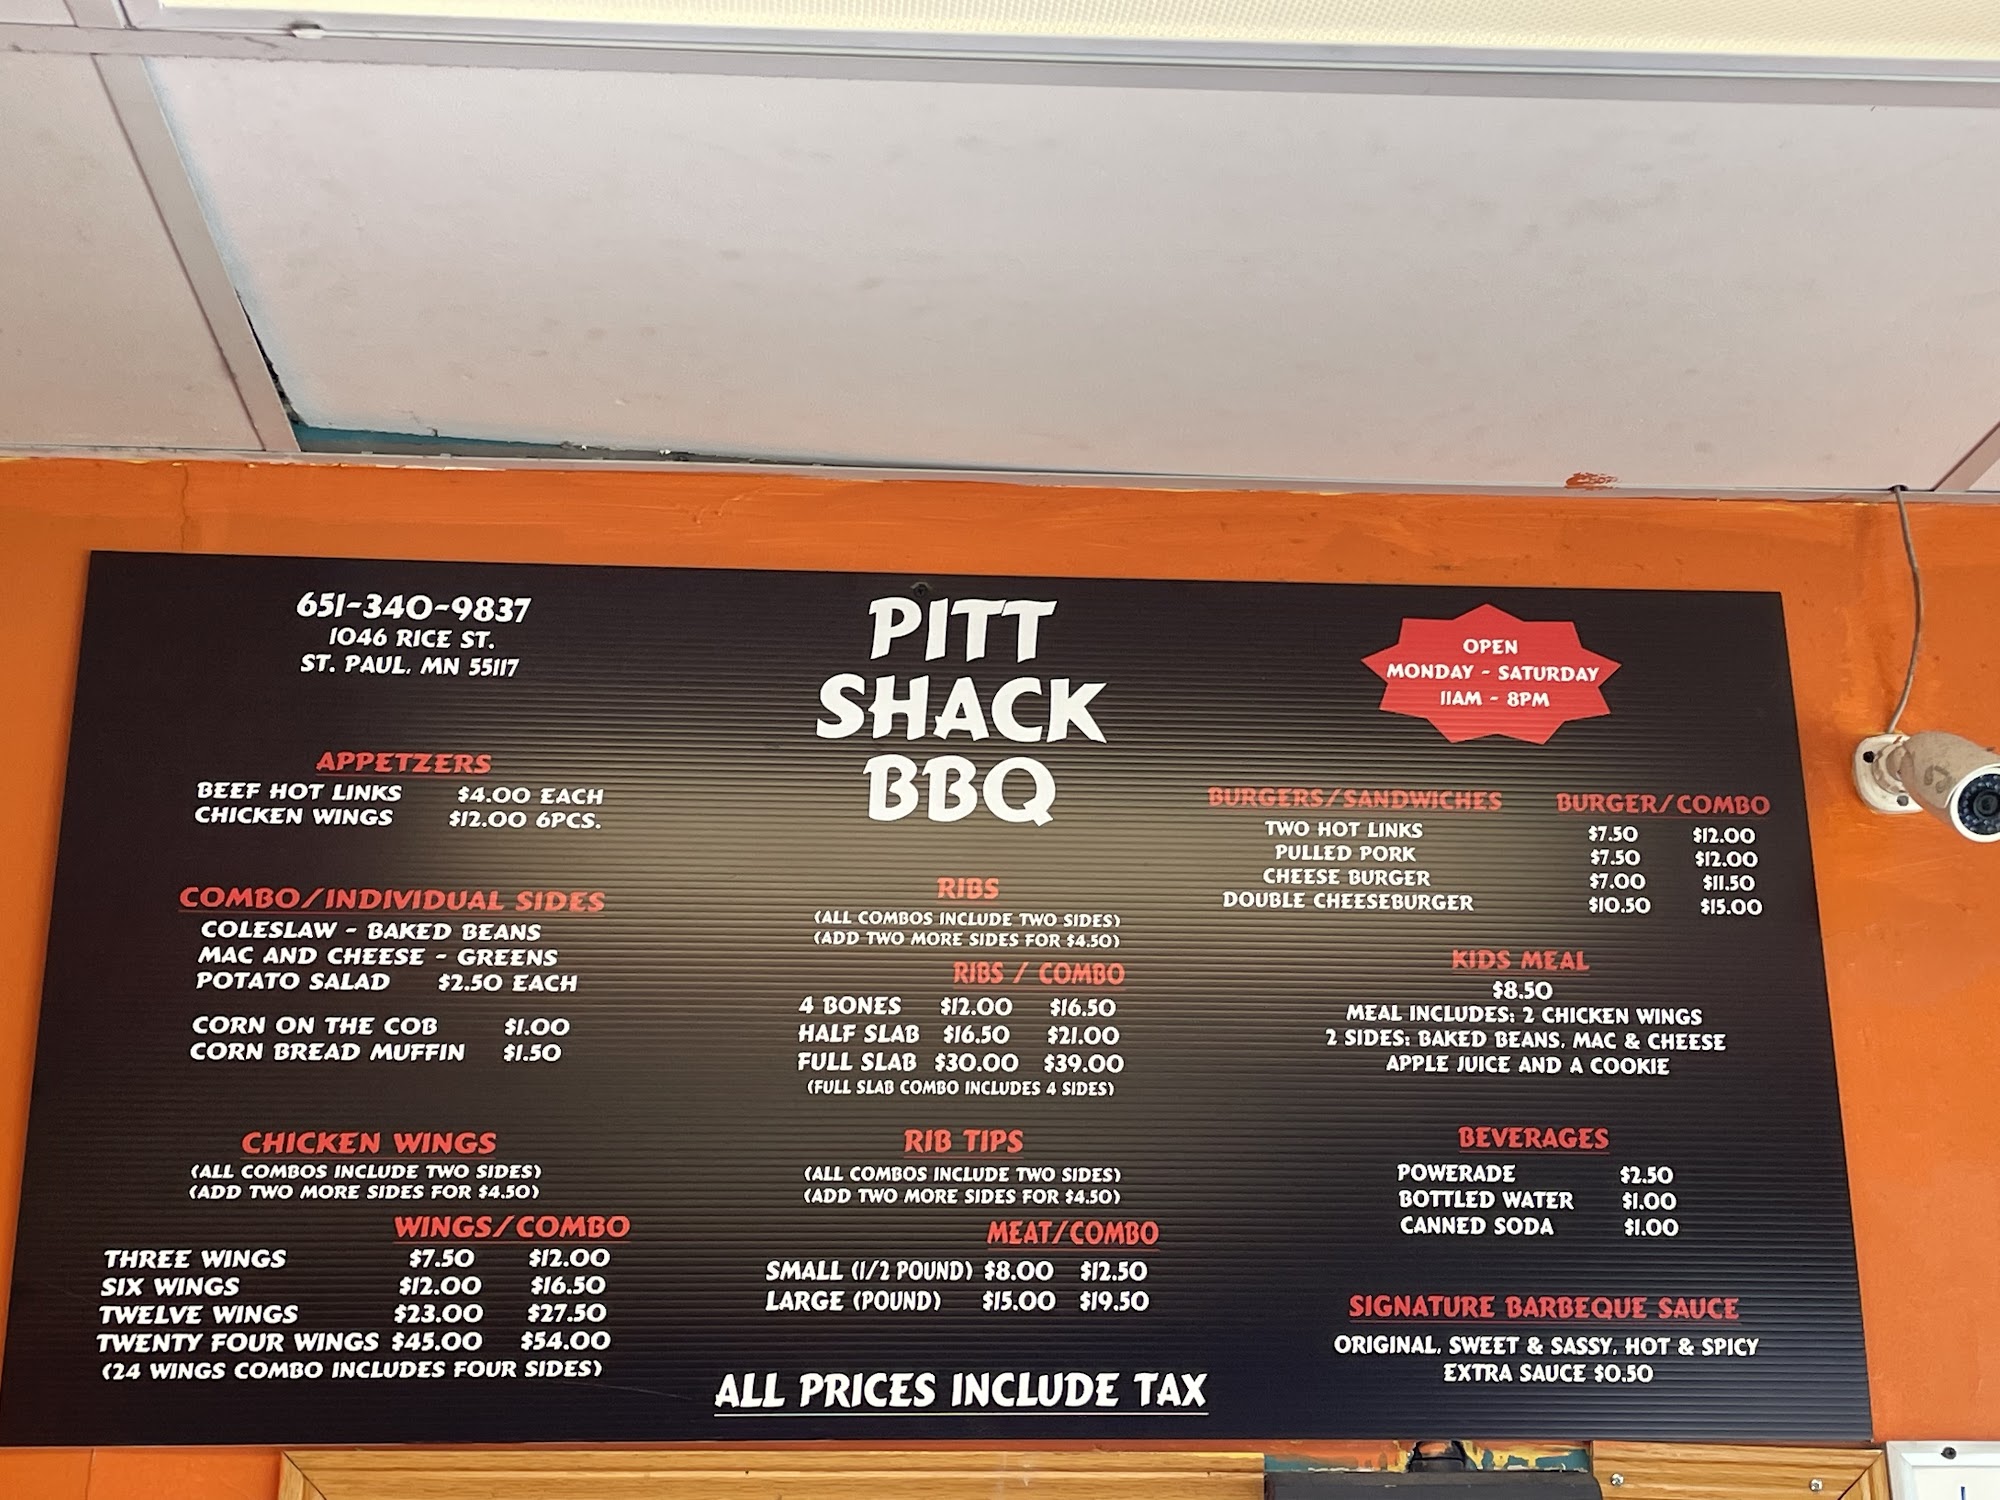 651-340-9837
1046 RICE ST.
ST. PAUL, MN 55117
PITT
SHACK
BBQ
OPEN
MONDAY - SATURDAY
11AM - 8PM
APPETZERS
BEEF HOT LINKS $4.00 EACH
CHICKEN WINGS $12.00 6PCS.
COMBO/INDIVIDUAL SIDES
COLESLAW - BAKED BEANS
MAC AND CHEESE - GREENS
POTATO SALAD $2.50 EACH
CORN ON THE COB $1.00
CORN BREAD MUFFIN $1.50
CHICKEN WINGS
(ALL COMBOS INCLUDE TWO SIDES)
(ADD TWO MORE SIDES FOR $4.50)
WINGS/COMBO
THREE WINGS $7.50 $12.00
SIX WINGS $12.00 $16.50
TWELVE WINGS $23.00 $27.50
TWENTY FOUR WINGS $45.00 $54.00
(24 WINGS COMBO INCLUDES FOUR SIDES)
RIBS
(ALL COMBOS INCLUDE TWO SIDES)
(ADD TWO MORE SIDES FOR $4.50)
RIBS / COMBO
4 BONES $12.00 $16.50
HALF SLAB $16.50 $21.00
FULL SLAB $30.00 $39.00
(FULL SLAB COMBO INCLUDES 4 SIDES)
RIB TIPS
(ALL COMBOS INCLUDE TWO SIDES)
(ADD TWO MORE SIDES FOR $4.50)
MEAT/COMBO
SMALL (1/2 POUND) $8.00 $12.50
LARGE (POUND) $15.00 $19.50
ALL PRICES INCLUDE TAX
BURGERS/SANDWICHES BURGER/COMBO
TWO HOT LINKS $7.50 $12.00
PULLED PORK $7.50 $12.00
CHEESE BURGER $7.00 $11.50
DOUBLE CHEESEBURGER $10.50 $15.00
KIDS MEAL
$8.50
MEAL INCLUDES: 2 CHICKEN WINGS
2 SIDES: BAKED BEANS, MAC & CHEESE
APPLE JUICE AND A COOKIE
BEVERAGES
POWERADE $2.50
BOTTLED WATER $1.00
CANNED SODA $1.00
SIGNATURE BARBEQUE SAUCE
ORIGINAL, SWEET & SASSY, HOT & SPICY
EXTRA SAUCE $0.50